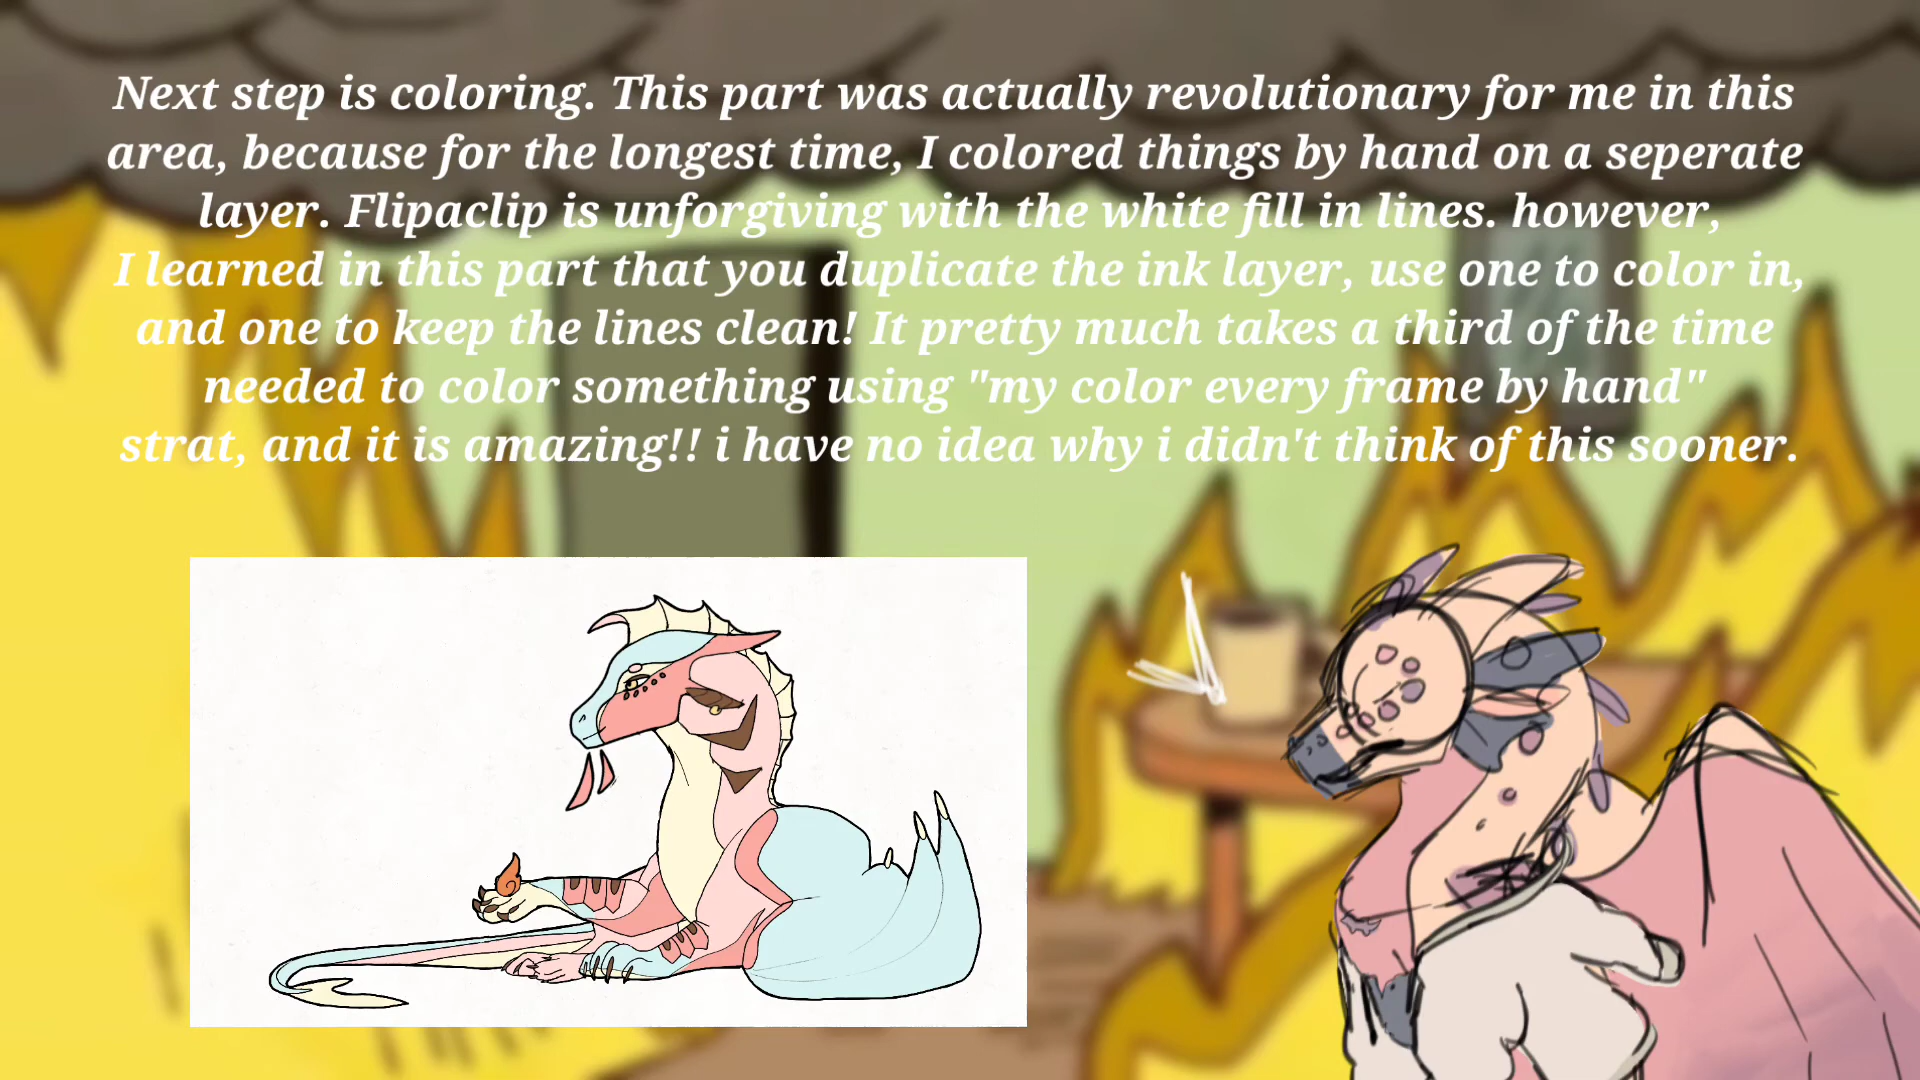 Next step is coloring. This part was actually revolutionary for me in this
area, because for the longest time, I colored things by hand on a seperate
layer. Flipaclip is unforgiving with the white fill in lines. however,
I learned in this part that you duplicate the ink layer, use one to color in,
and one to keep the lines clean! It pretty much takes a third of the time
needed to color something using "my color every frame by hand"
strat, and it is amazing!! i have no idea why i didn't think of this sooner.